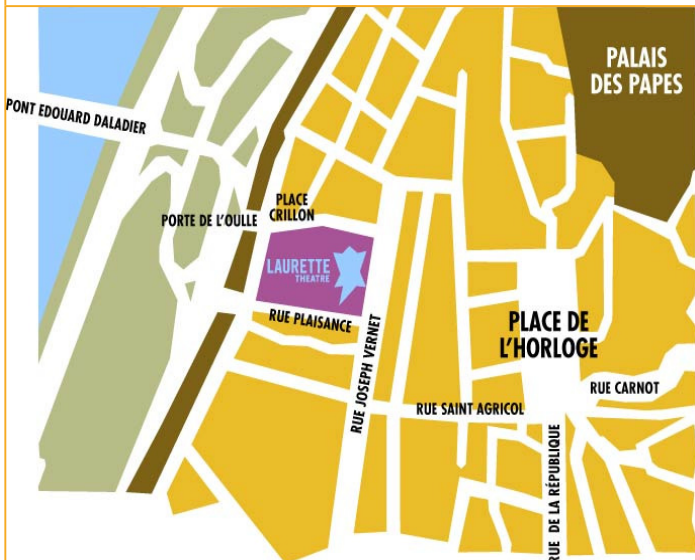 PALAIS
DES PAPES
PONT EDOUARD DALADIER
PLACE
CRILLON
PORTE DE L'OULLE
LAURETTE
THEATRE
RUE PLAISANCE
PLACE DE
L'HORLOGE
RUE JOSEPH VERNET
RUE CARNOT
RUE SAINT AGRICOL
RUE DE LA RÉPUBLIQUE